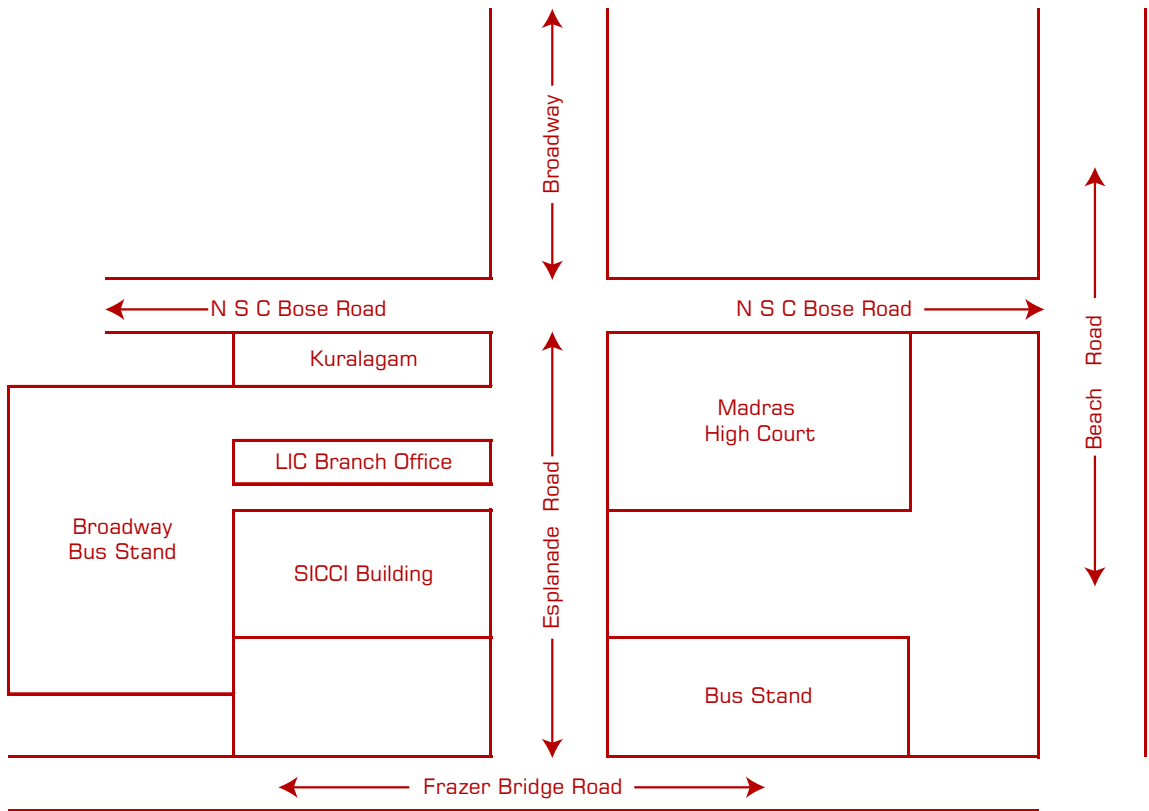 Broadway
N S C Bose Road
N S C Bose Road
Beach Road
Kuralagam
Madras
High Court
LIC Branch Office
Esplanade Road
Broadway
Bus Stand
SICCI Building
Bus Stand
Frazer Bridge Road